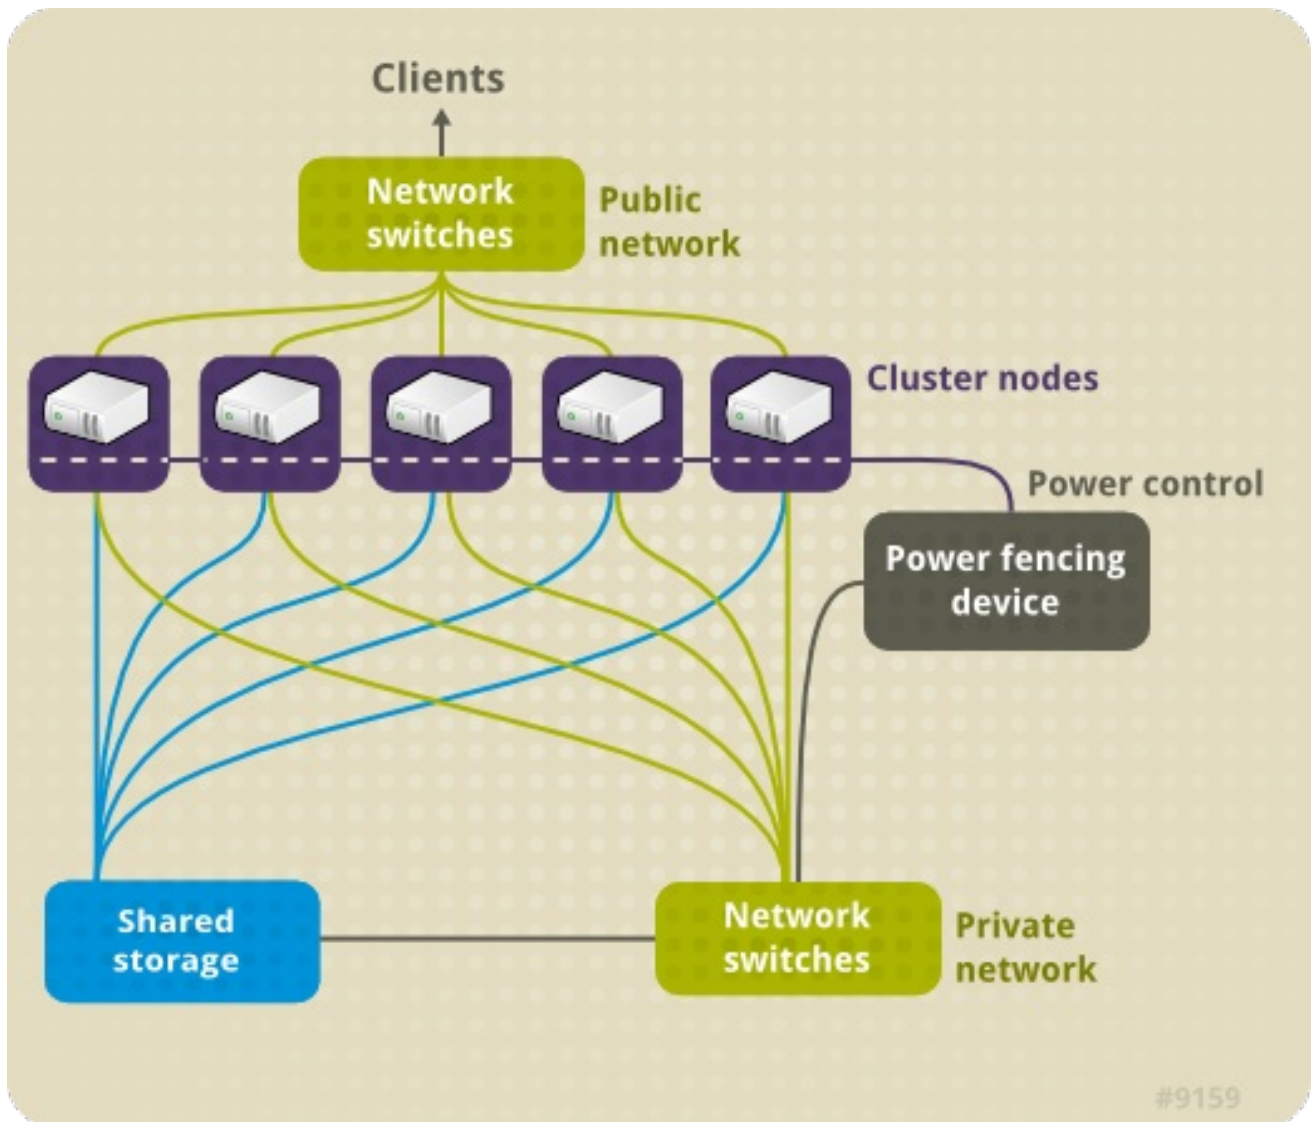 Clients
Network
switches
Public
network
Cluster nodes
Power control
Power fencing
device
Shared
storage
Network
switches
Private
network
#9159